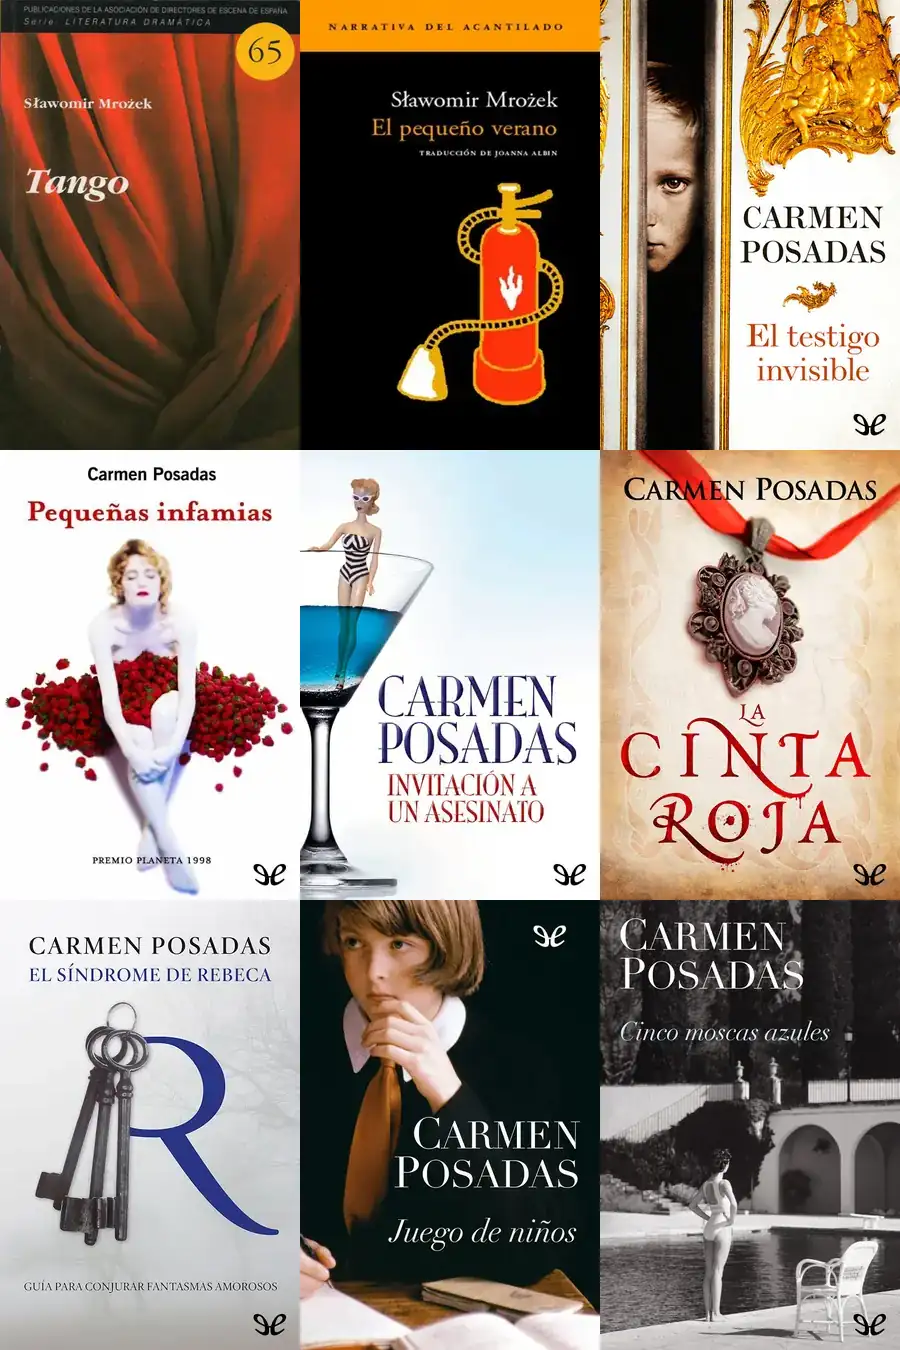 PUBLICACIONES DE LA ASOCIACIÓN DE DIRECTORES DE ESCENA DE ESPAÑA
Serie: LITERATURA DRAMÁTICA
65
Sławomir Mrożek
Tango
NARRATIVA DEL ACANTILADO
Sławomir Mrożek
El pequeño verano
TRADUCCIÓN DE JOANNA ALBIN
CARMEN
POSADAS
El testigo
invisible
Carmen Posadas
Pequeñas infamias
PREMIO PLANETA 1998
CARMEN
POSADAS
INVITACIÓN A
UN ASESINATO
CARMEN POSADAS
LA
CINTA
ROJA
CARMEN POSADAS
EL SÍNDROME DE REBECA
R
GUÍA PARA CONJURAR FANTASMAS AMOROSOS
CARMEN
POSADAS
Juego de niños
CARMEN
POSADAS
Cinco moscas azules